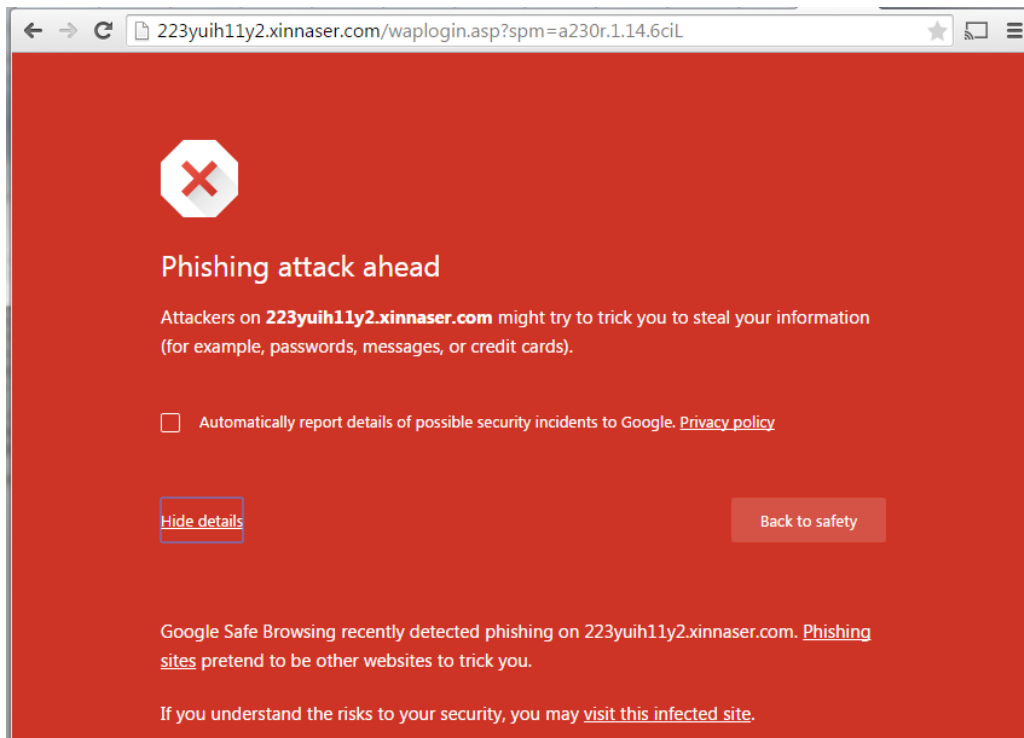 223yuih11y2.xinnaser.com/waplogin.asp?spm=a230r.1.14.6ciL
Phishing attack ahead
Attackers on 223yuih11y2.xinnaser.com might try to trick you to steal your information
(for example, passwords, messages, or credit cards).
Automatically report details of possible security incidents to Google. Privacy policy
Hide details
Back to safety
Google Safe Browsing recently detected phishing on 223yuih11y2.xinnaser.com. Phishing
sites pretend to be other websites to trick you.
If you understand the risks to your security, you may visit this infected site.